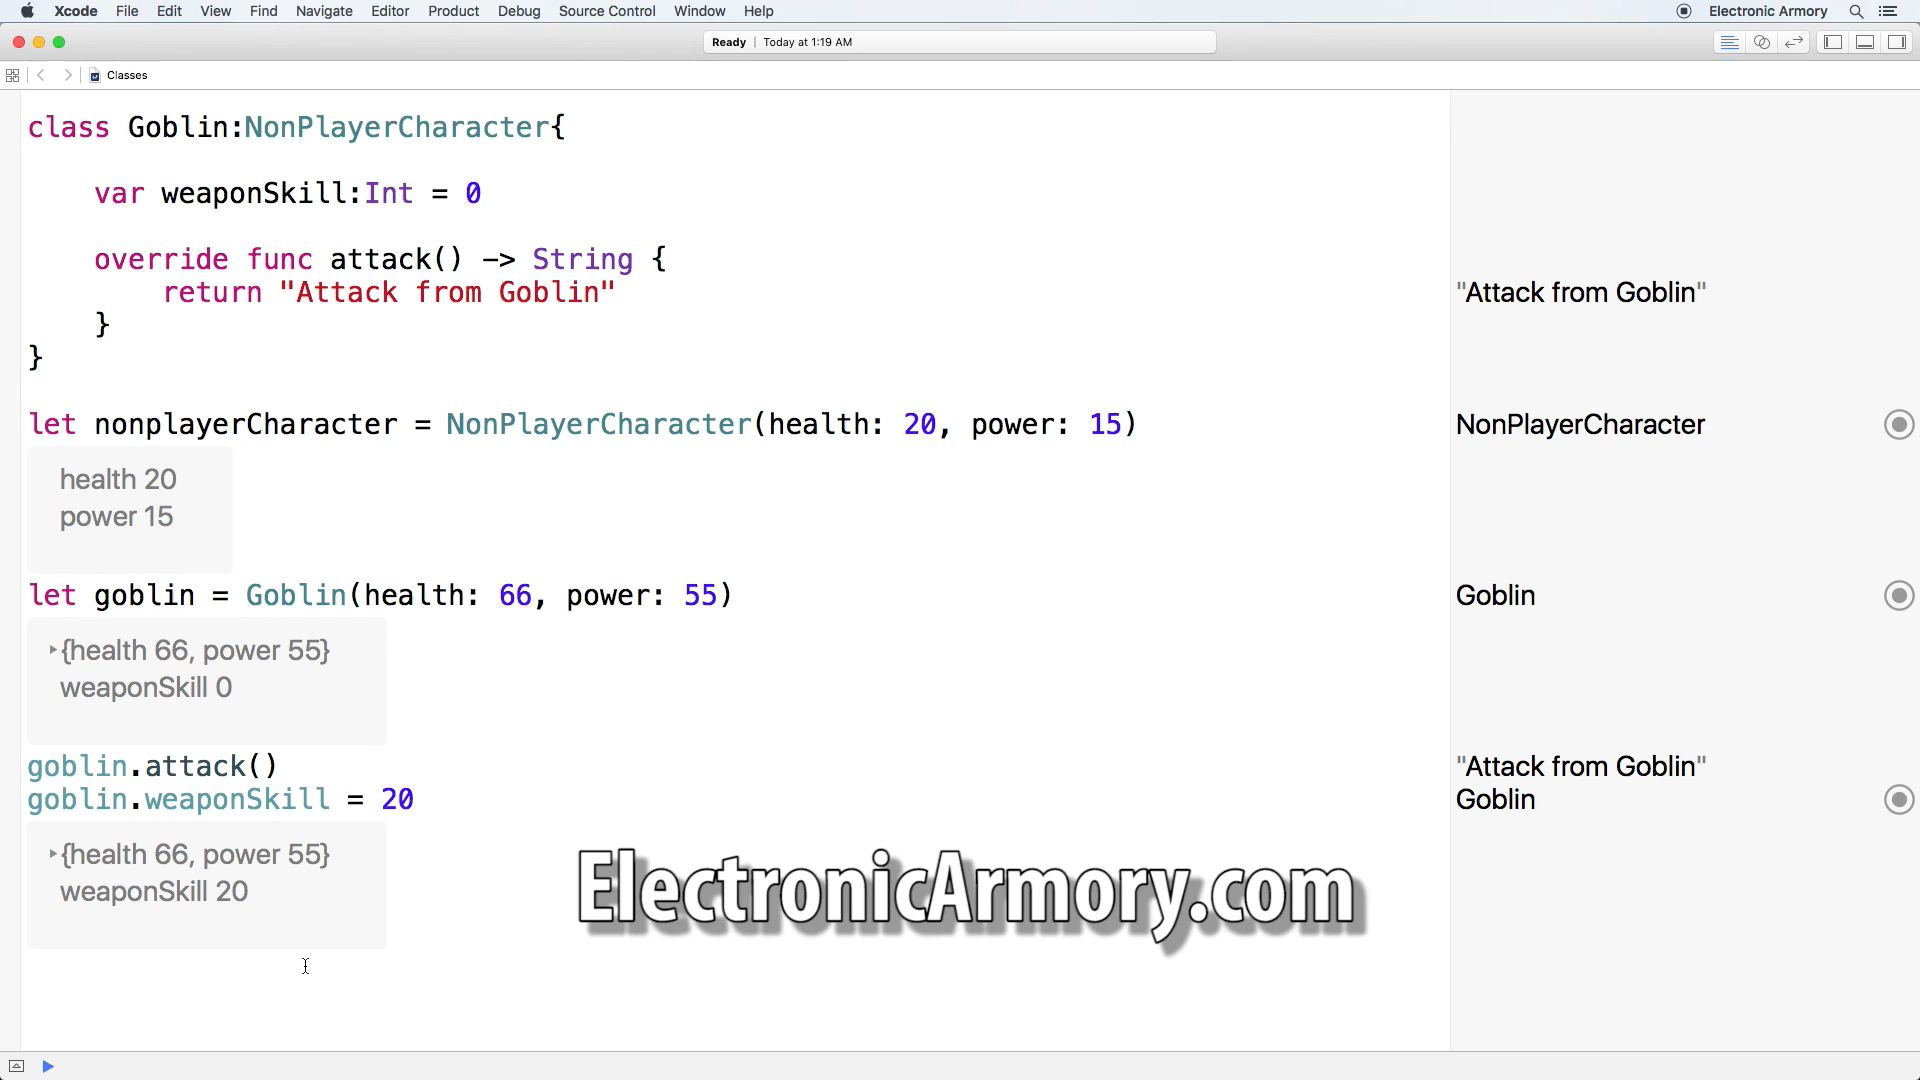 Xcode File Edit View Find Navigate Editor Product Debug Source Control Window Help Electronic Armory
Ready | Today at 1:19 AM
Classes
class Goblin:NonPlayerCharacter{
var weaponSkill:Int = 0
override func attack() -> String {
return "Attack from Goblin" "Attack from Goblin"
}
}
let nonplayerCharacter = NonPlayerCharacter(health: 20, power: 15) NonPlayerCharacter
health 20
power 15
let goblin = Goblin(health: 66, power: 55) Goblin
{health 66, power 55}
weaponSkill 0
goblin.attack() "Attack from Goblin"
goblin.weaponSkill = 20 Goblin
{health 66, power 55}
weaponSkill 20
ElectronicArmory.com